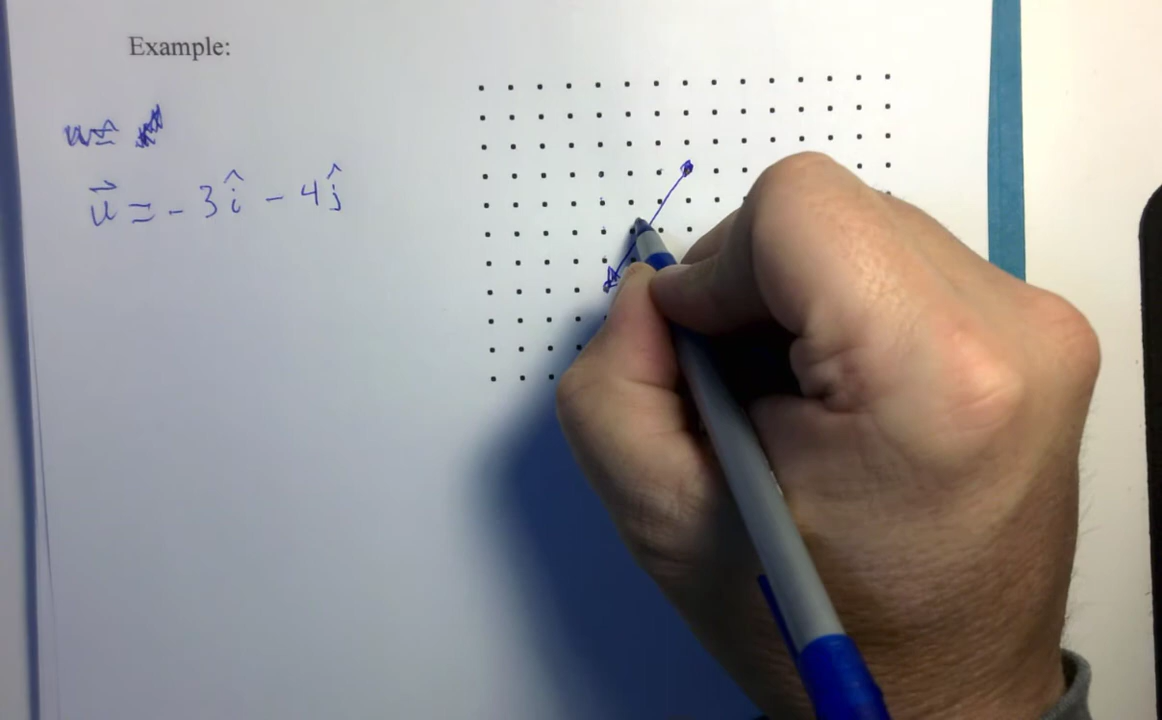 Example:
u⃗ = -3î - 4ĵ